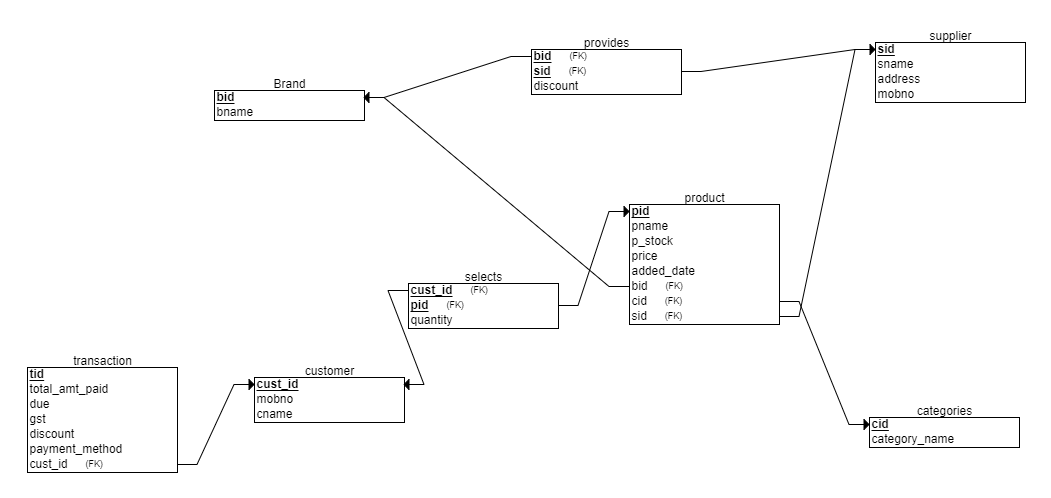 provides
bid (FK)
sid (FK)
discount
supplier
sid
sname
address
mobno
Brand
bid
bname
product
pid
pname
p_stock
price
added_date
bid (FK)
cid (FK)
sid (FK)
selects
cust_id (FK)
pid (FK)
quantity
transaction
tid
total_amt_paid
due
gst
discount
payment_method
cust_id (FK)
customer
cust_id
mobno
cname
categories
cid
category_name